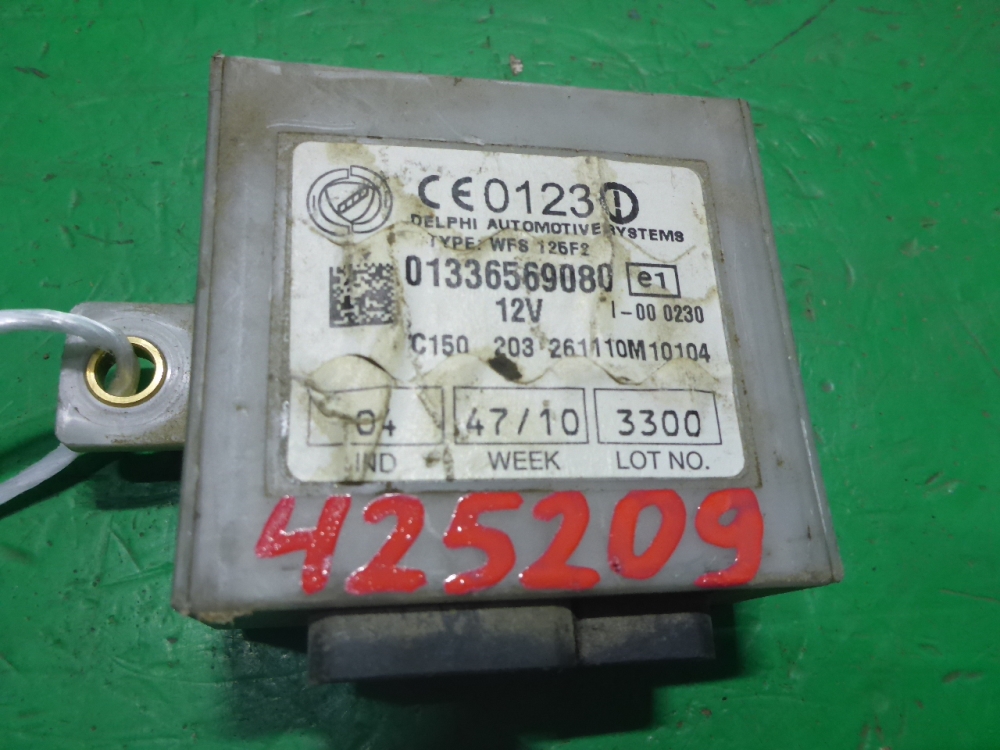 CE0123
DELPHI AUTOMOTIVE SYSTEMS
TYPE: WFS 125F2
01336569080 e1
12V I-00 0230
C150 203 261110M10104
04 47/10 3300
IND WEEK LOT NO.
425209